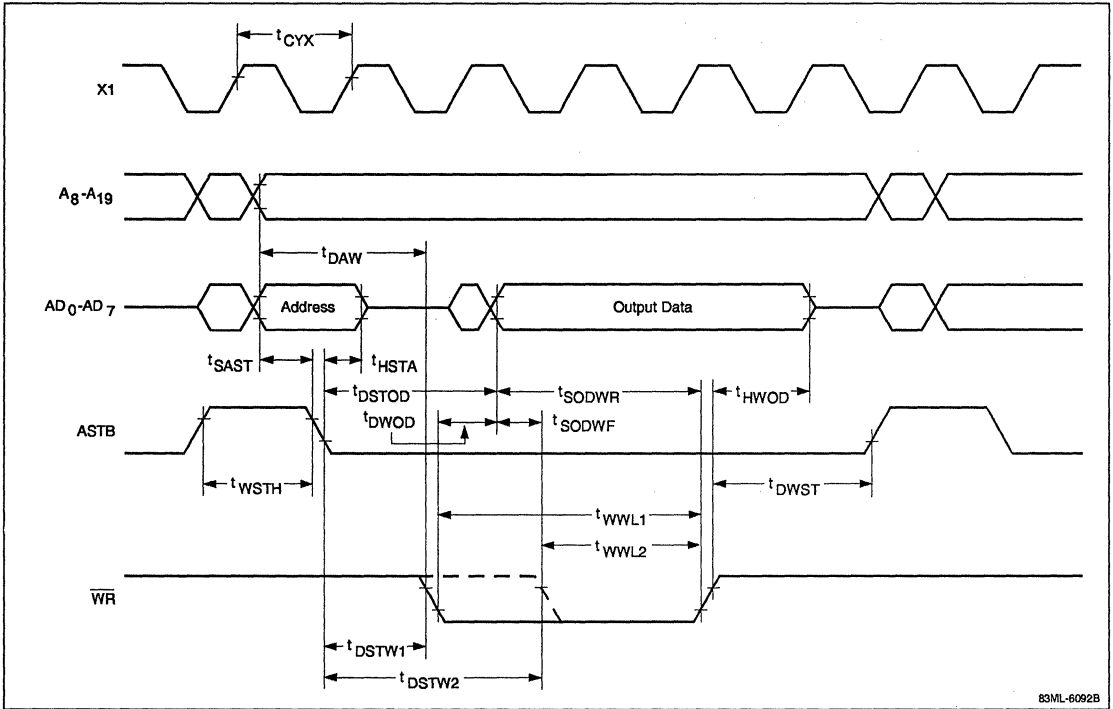 tCYX
X1
A8-A19
tDAW
AD0-AD7
Address
Output Data
tSAST
tHSTA
tDSTOD
tSODWR
tHWOD
tDWOD
tSODWF
ASTB
tWSTH
tDWST
tWWL1
tWWL2
WR
tDSTW1
tDSTW2
83ML-6092B